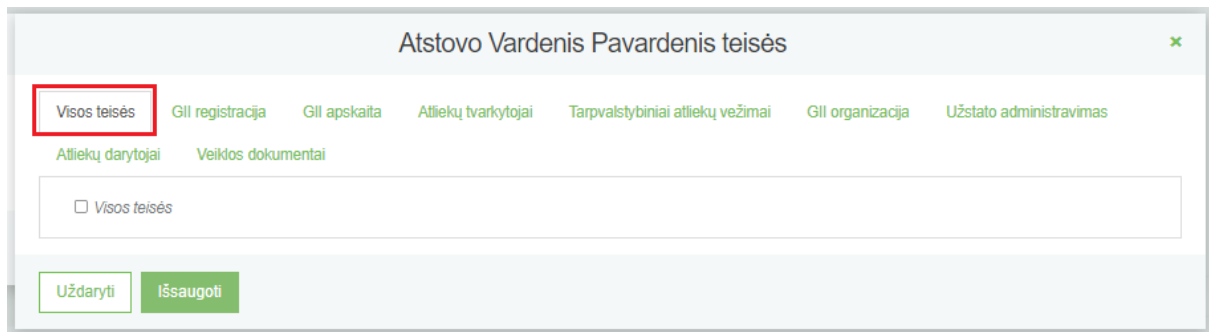 Atstovo Vardenis Pavardenis teisės ×
Visos teisės GII registracija GII apskaita Atliekų tvarkytojai Tarpvalstybiniai atliekų vežimai GII organizacija Užstato administravimas
Atliekų darytojai Veiklos dokumentai
Visos teisės
Uždaryti Išsaugoti